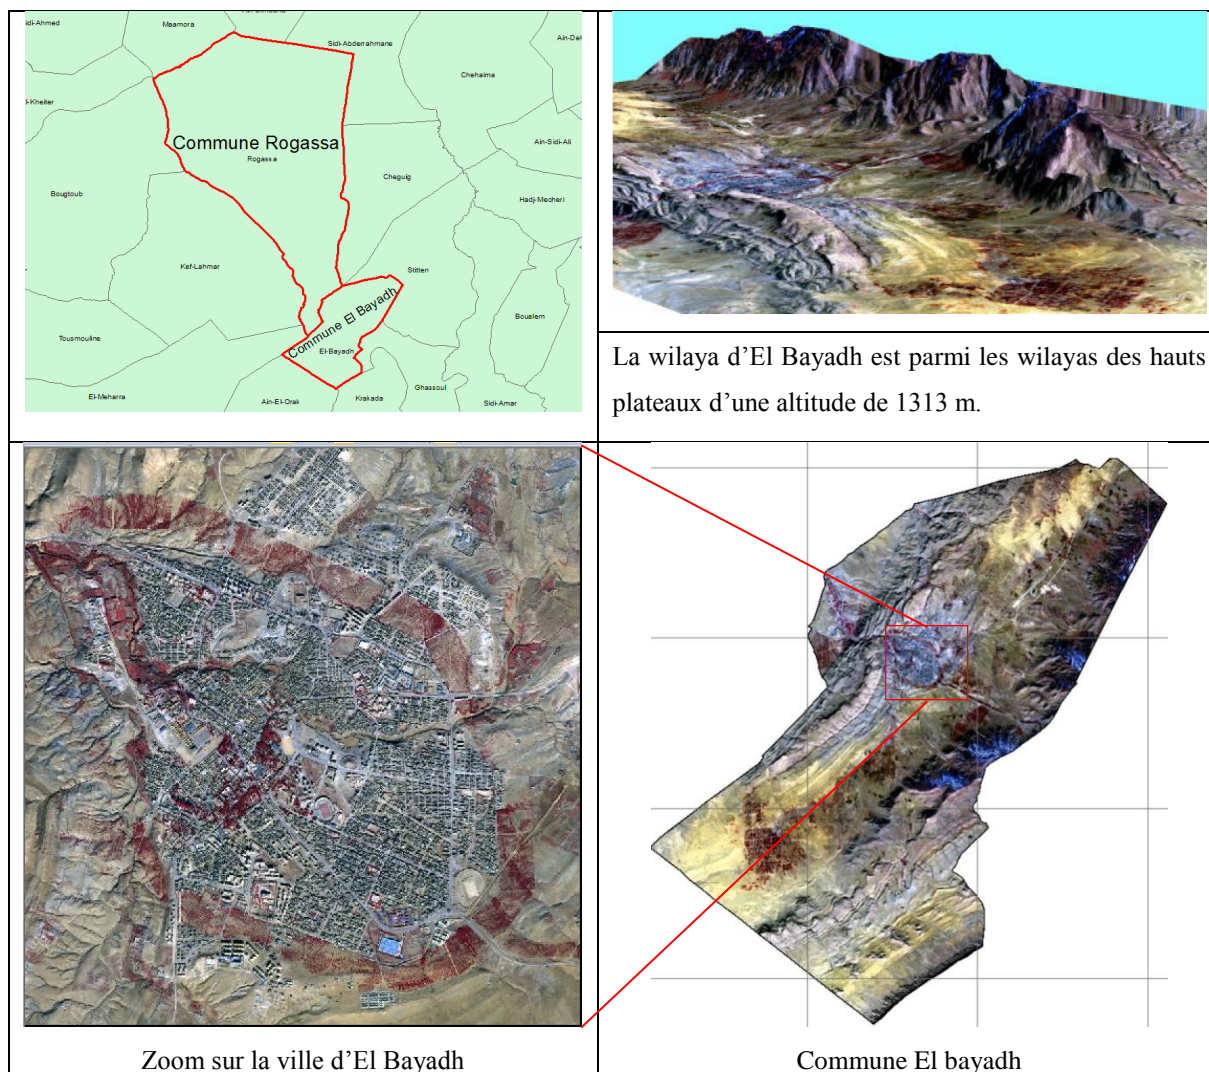 Maamora
Sidi-Ahmed
Sidi-Abderrahmane
Chehaima
Commune Rogassa
Rogassa
Ain-Sidi-Ali
Cheguig
Bougtoub
Hadj-Mecheri
Kef-Lahmar
Stitten
Commune El Bayadh
Boualem
Tousmouline
El-Bayadh
Ghassoul
El-Meharra
Ain-El-Orak
Krakada
Sidi-Amar
La wilaya d’El Bayadh est parmi les wilayas des hauts
plateaux d’une altitude de 1313 m.
Zoom sur la ville d’El Bayadh
Commune El bayadh